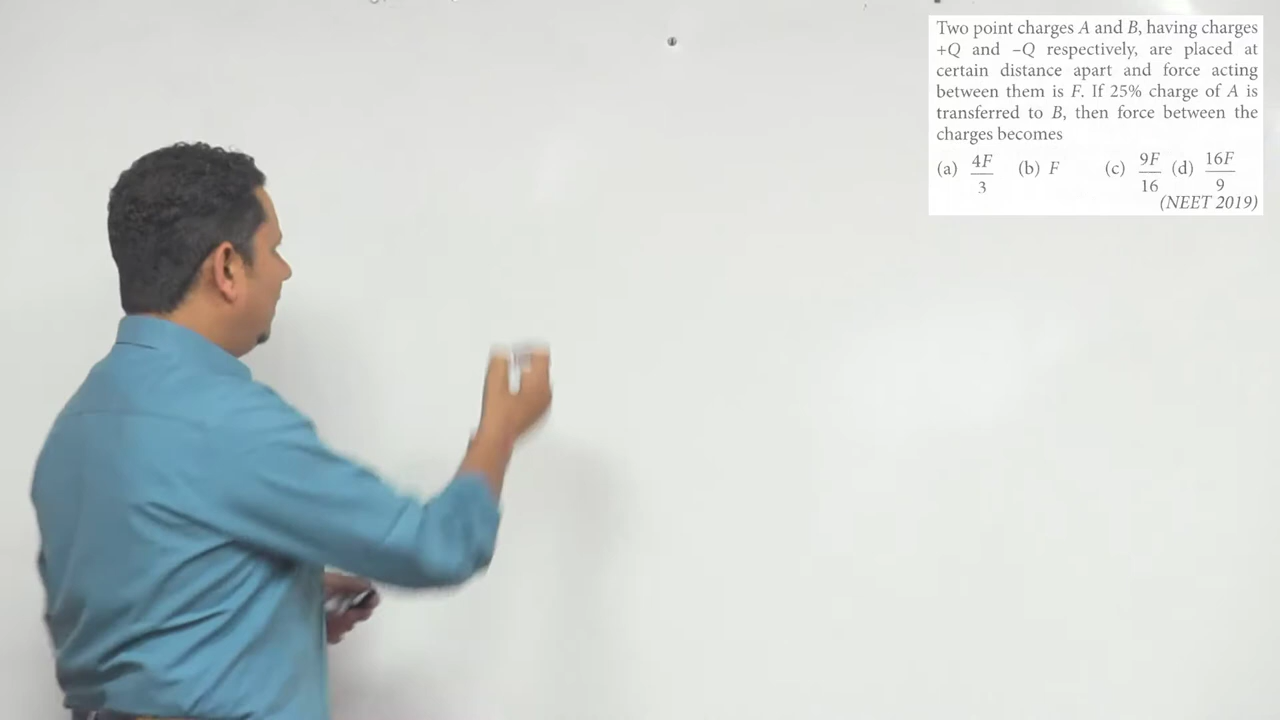 Two point charges A and B, having charges
+Q and −Q respectively, are placed at
certain distance apart and force acting
between them is F. If 25% charge of A is
transferred to B, then force between the
charges becomes
(a) 4F/3 (b) F (c) 9F/16 (d) 16F/9
(NEET 2019)